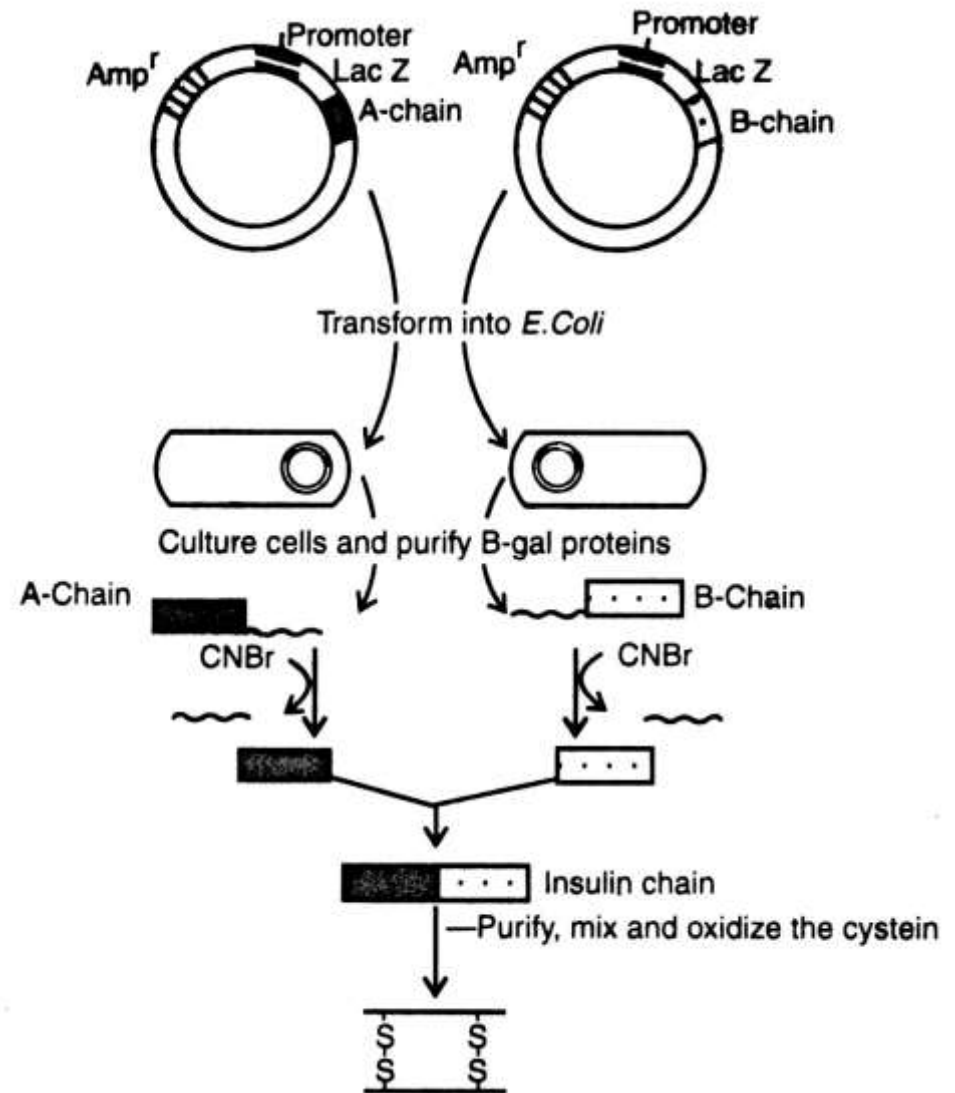 Promoter
Promoter
Amp^r
Lac Z
Amp^r
Lac Z
A-chain
B-chain
Transform into E.Coli
Culture cells and purify B-gal proteins
A-Chain
B-Chain
CNBr
CNBr
Insulin chain
—Purify, mix and oxidize the cystein
S
S
S
S